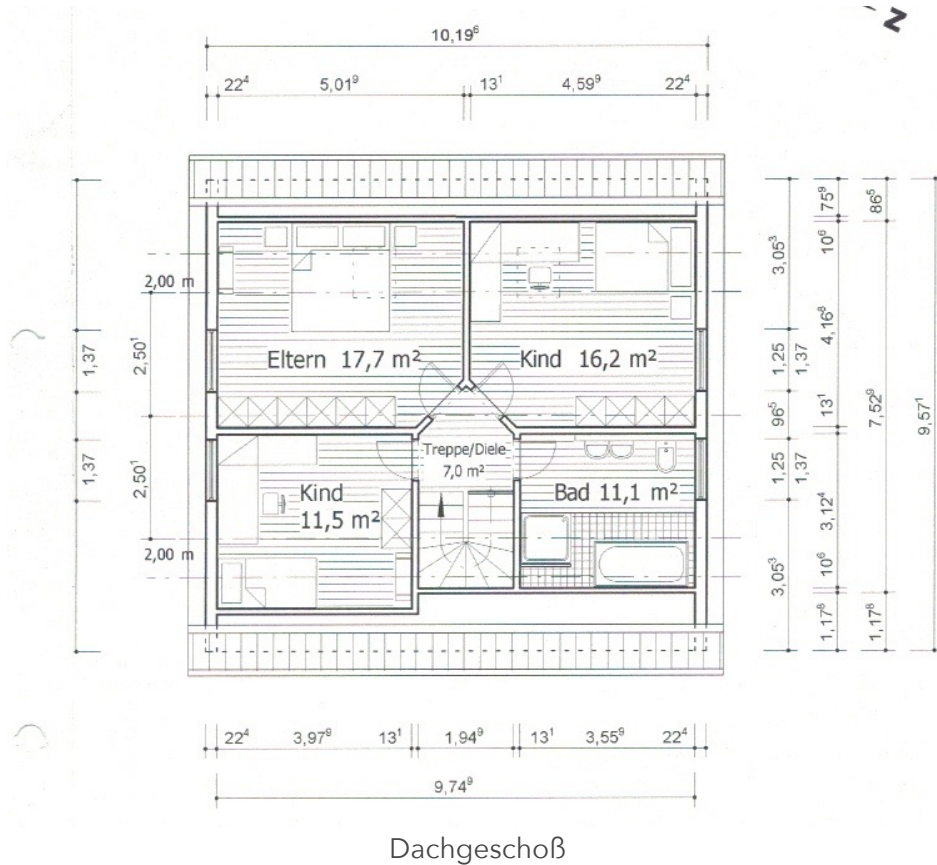 N
10,19⁶
22⁴ 5,01⁹ 13¹ 4,59⁹ 22⁴
75⁹ 86⁵
10⁶
3,05³
2,00 m
4,16⁸
Eltern 17,7 m² Kind 16,2 m²
1,37 2,50¹ 1,25 1,37
96⁵ 13¹ 7,52⁹ 9,57¹
Treppe/Diele
7,0 m²
1,37 2,50¹ 1,25 1,37
Kind
11,5 m²
Bad 11,1 m²
3,12⁴
2,00 m
10⁶
3,05³
1,17⁸ 1,17⁸
22⁴ 3,97⁹ 13¹ 1,94⁹ 13¹ 3,55⁹ 22⁴
9,74⁹
Dachgeschoß